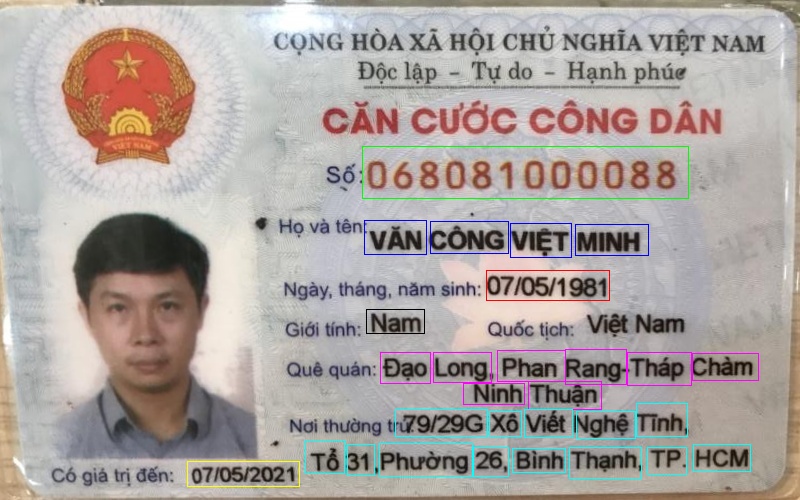 CỘNG HÒA XÃ HỘI CHỦ NGHĨA VIỆT NAM
Độc lập - Tự do - Hạnh phúc
CĂN CƯỚC CÔNG DÂN
Số: 068081000088
Họ và tên: VĂN CÔNG VIỆT MINH
Ngày, tháng, năm sinh: 07/05/1981
Giới tính: Nam Quốc tịch: Việt Nam
Quê quán: Đạo Long, Phan Rang-Tháp Chàm
Ninh Thuận
Nơi thường trú: 79/29G Xô Viết Nghệ Tĩnh,
Tổ 31, Phường 26, Bình Thạnh, TP. HCM
Có giá trị đến: 07/05/2021